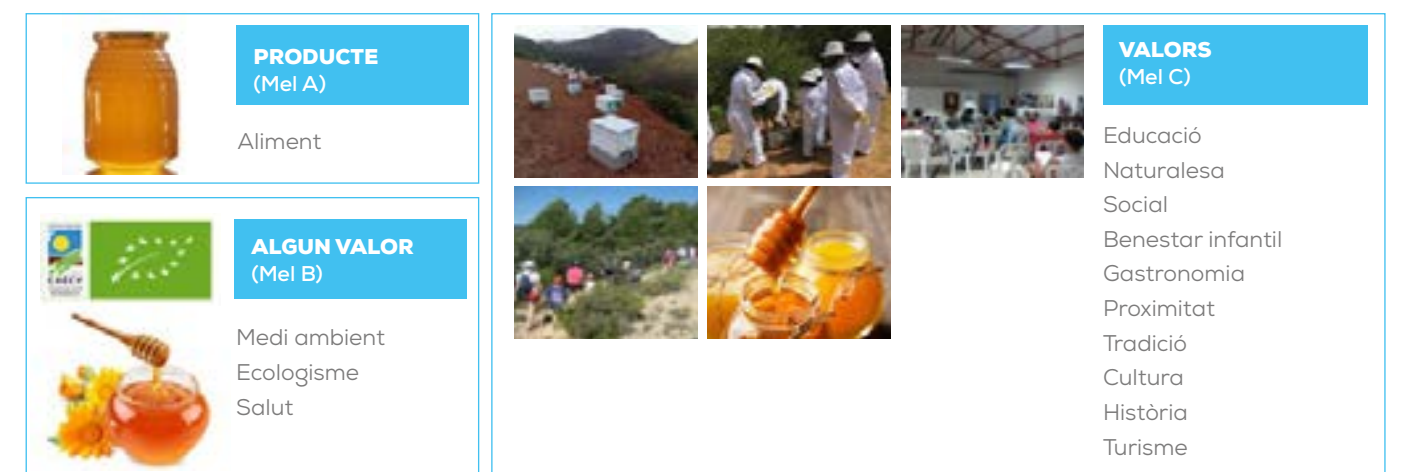 PRODUCTE
(Mel A)
Aliment
ALGUN VALOR
(Mel B)
Medi ambient
Ecologisme
Salut
VALORS
(Mel C)
Educació
Naturalesa
Social
Benestar infantil
Gastronomia
Proximitat
Tradició
Cultura
Història
Turisme